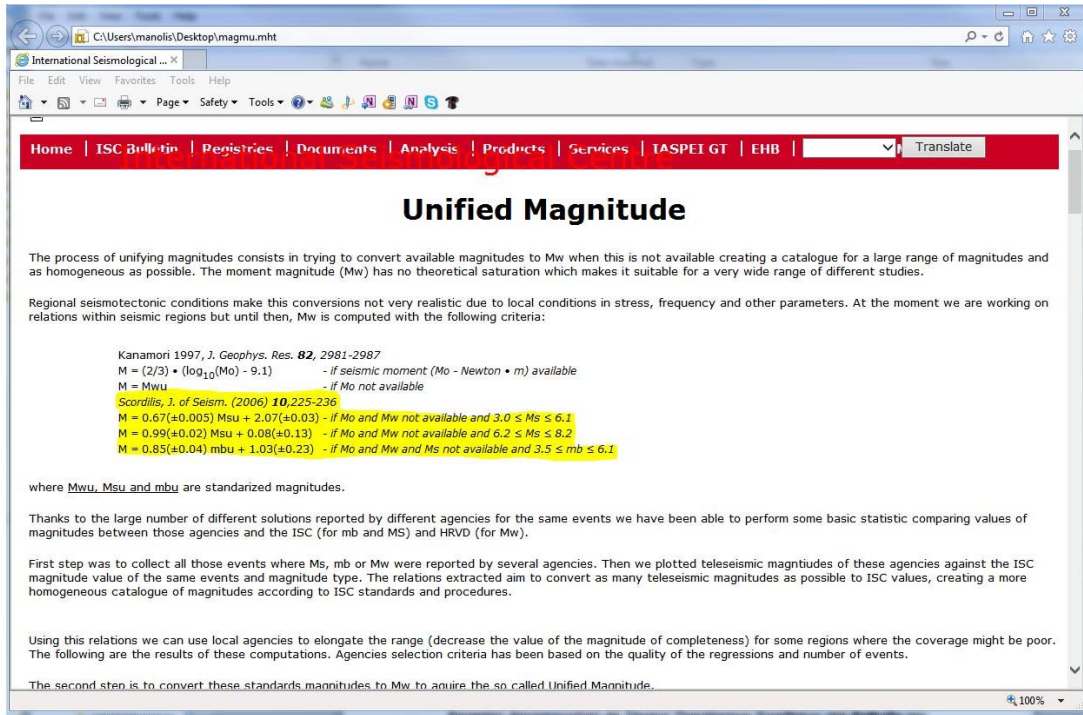 C:\Users\manolis\Desktop\magmu.mht
International Seismological ...
File Edit View Favorites Tools Help
Page Safety Tools
Home | ISC Bulletin | Registries | Documents | Analysis | Products | Services | IASPEI GT | EHB | Translate
International Seismological Centre
Unified Magnitude
The process of unifying magnitudes consists in trying to convert available magnitudes to Mw when this is not available creating a catalogue for a large range of magnitudes and
as homogeneous as possible. The moment magnitude (Mw) has no theoretical saturation which makes it suitable for a very wide range of different studies.
Regional seismotectonic conditions make this conversions not very realistic due to local conditions in stress, frequency and other parameters. At the moment we are working on
relations within seismic regions but until then, Mw is computed with the following criteria:
Kanamori 1997, J. Geophys. Res. 82, 2981-2987
M = (2/3) • (log10(Mo) - 9.1) - if seismic moment (Mo - Newton • m) available
M = Mwu - if Mo not available
Scordilis, J. of Seism. (2006) 10,225-236
M = 0.67(±0.005) Msu + 2.07(±0.03) - if Mo and Mw not available and 3.0 ≤ Ms ≤ 6.1
M = 0.99(±0.02) Msu + 0.08(±0.13) - if Mo and Mw not available and 6.2 ≤ Ms ≤ 8.2
M = 0.85(±0.04) mbu + 1.03(±0.23) - if Mo and Mw and Ms not available and 3.5 ≤ mb ≤ 6.1
where Mwu, Msu and mbu are standarized magnitudes.
Thanks to the large number of different solutions reported by different agencies for the same events we have been able to perform some basic statistic comparing values of
magnitudes between those agencies and the ISC (for mb and MS) and HRVD (for Mw).
First step was to collect all those events where Ms, mb or Mw were reported by several agencies. Then we plotted teleseismic magntiudes of these agencies against the ISC
magnitude value of the same events and magnitude type. The relations extracted aim to convert as many teleseismic magnitudes as possible to ISC values, creating a more
homogeneous catalogue of magnitudes according to ISC standards and procedures.
Using this relations we can use local agencies to elongate the range (decrease the value of the magnitude of completeness) for some regions where the coverage might be poor.
The following are the results of these computations. Agencies selection criteria has been based on the quality of the regressions and number of events.
The second step is to convert these standards magnitudes to Mw to aquire the so called Unified Magnitude.
100%